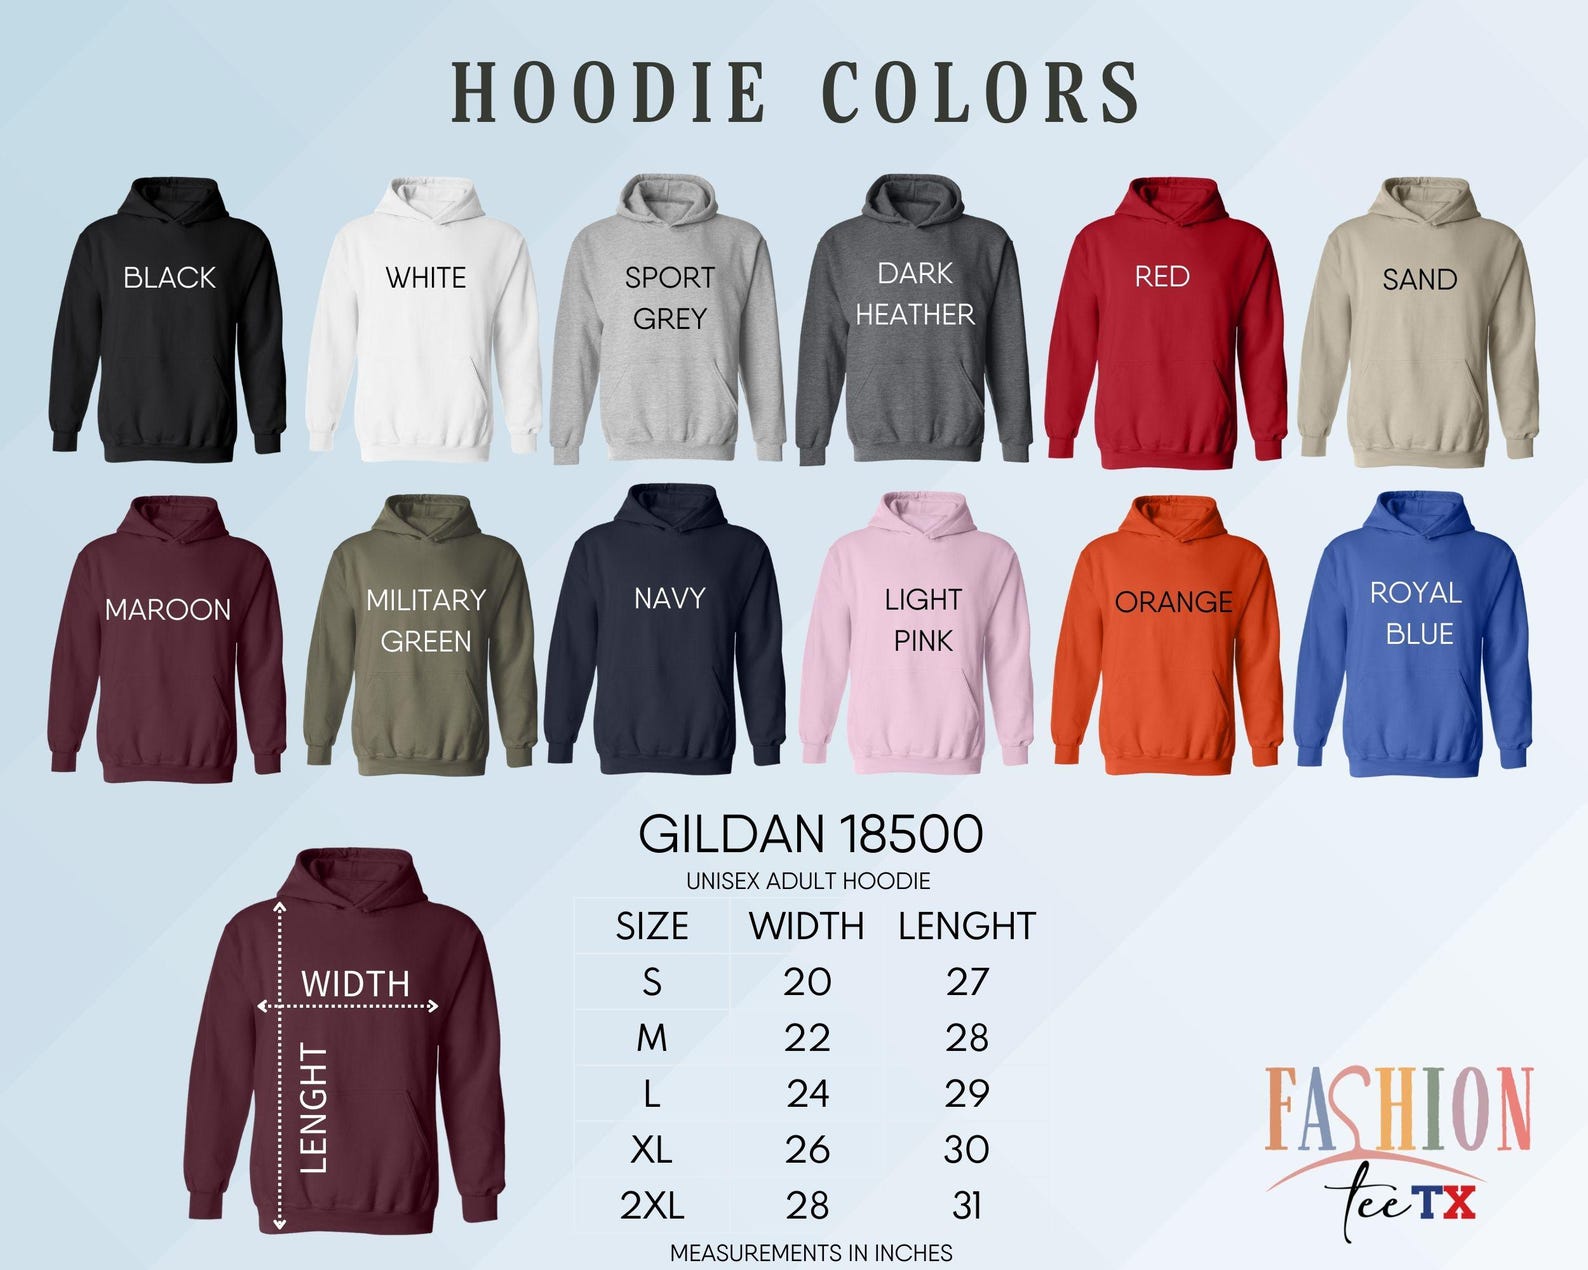 HOODIE COLORS
BLACK
WHITE
SPORT
GREY
DARK
HEATHER
RED
SAND
MAROON
MILITARY
GREEN
NAVY
LIGHT
PINK
ORANGE
ROYAL
BLUE
GILDAN 18500
UNISEX ADULT HOODIE
SIZE WIDTH LENGHT
S 20 27
M 22 28
L 24 29
XL 26 30
2XL 28 31
MEASUREMENTS IN INCHES
WIDTH
LENGHT
FASHION
tee TX